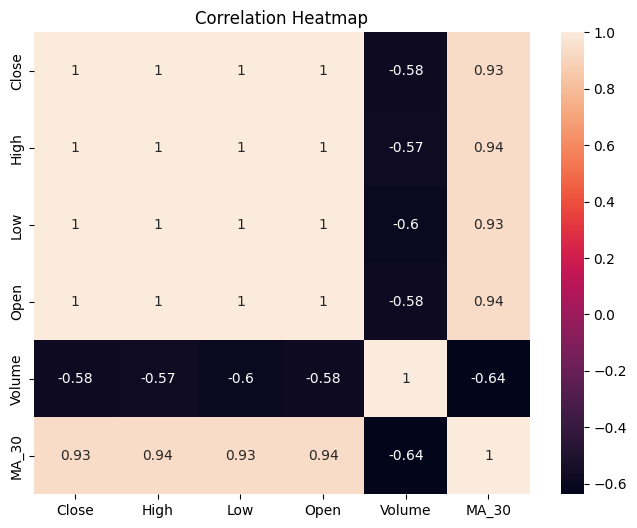 Correlation Heatmap
Close 1 1 1 1 -0.58 0.93
High 1 1 1 1 -0.57 0.94
Low 1 1 1 1 -0.6 0.93
Open 1 1 1 1 -0.58 0.94
Volume -0.58 -0.57 -0.6 -0.58 1 -0.64
MA_30 0.93 0.94 0.93 0.94 -0.64 1
Close High Low Open Volume MA_30
1.0
0.8
0.6
0.4
0.2
0.0
−0.2
−0.4
−0.6